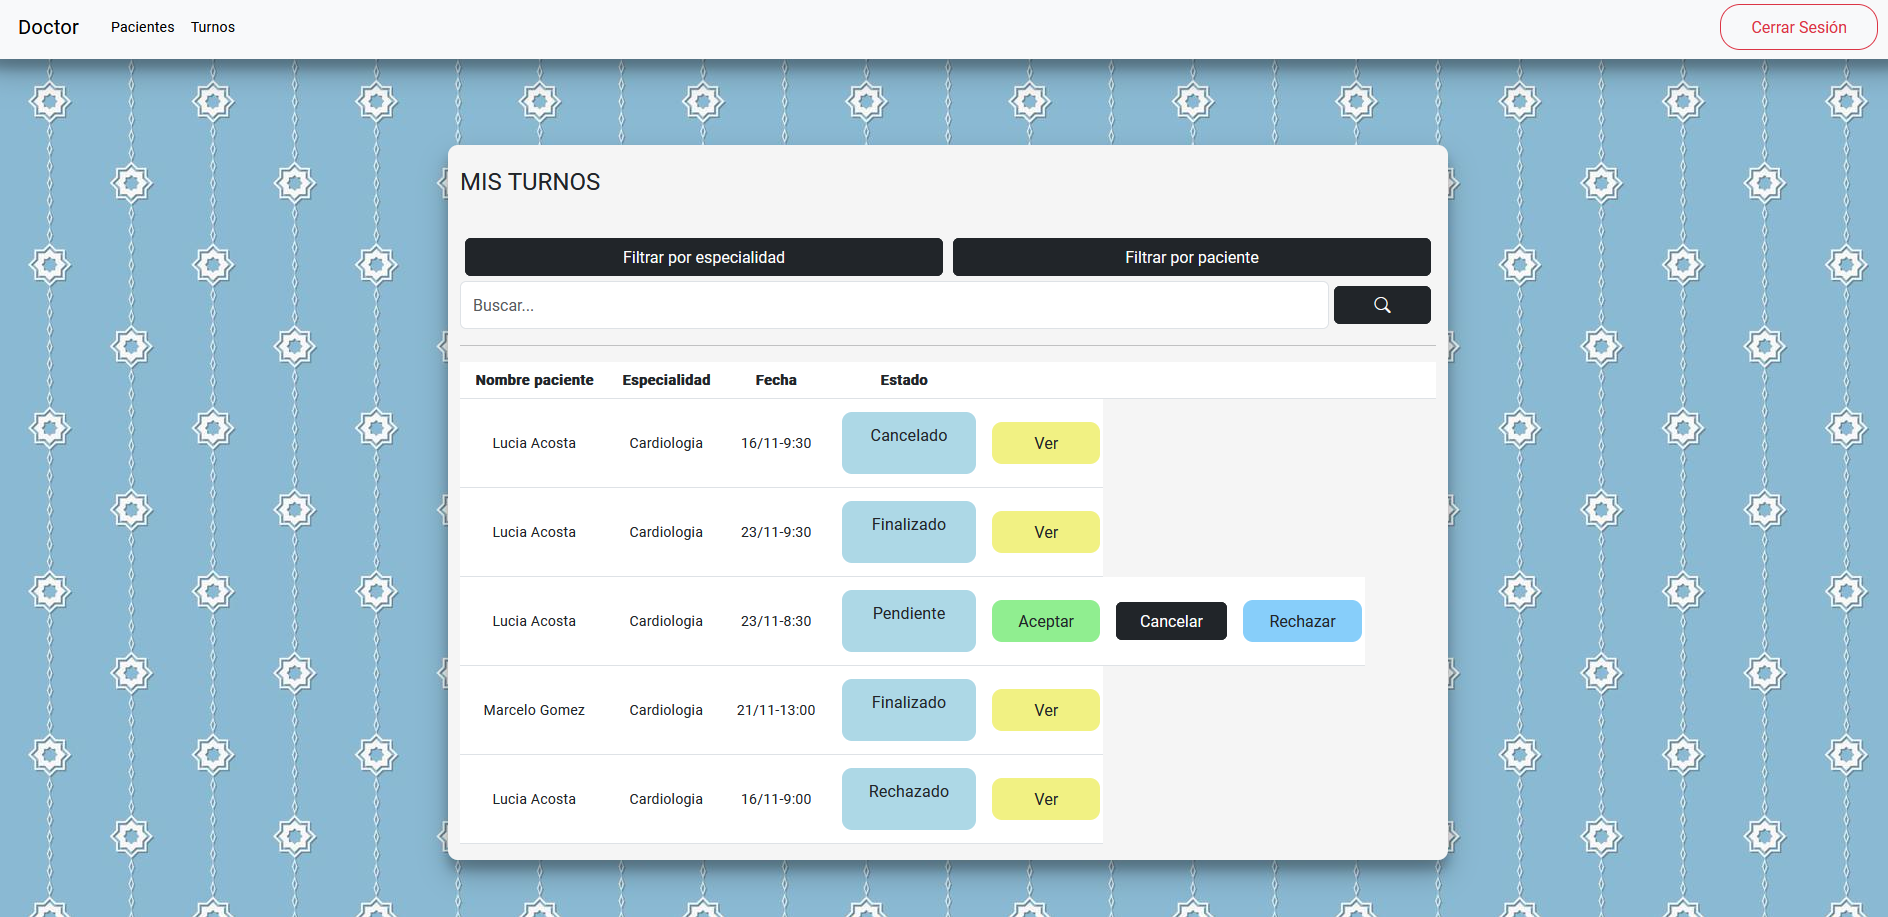 Doctor Pacientes Turnos Cerrar Sesión
MIS TURNOS
Filtrar por especialidad Filtrar por paciente
Buscar...
Nombre paciente Especialidad Fecha Estado
Lucia Acosta Cardiologia 16/11-9:30 Cancelado Ver
Lucia Acosta Cardiologia 23/11-9:30 Finalizado Ver
Lucia Acosta Cardiologia 23/11-8:30 Pendiente Aceptar Cancelar Rechazar
Marcelo Gomez Cardiologia 21/11-13:00 Finalizado Ver
Lucia Acosta Cardiologia 16/11-9:00 Rechazado Ver